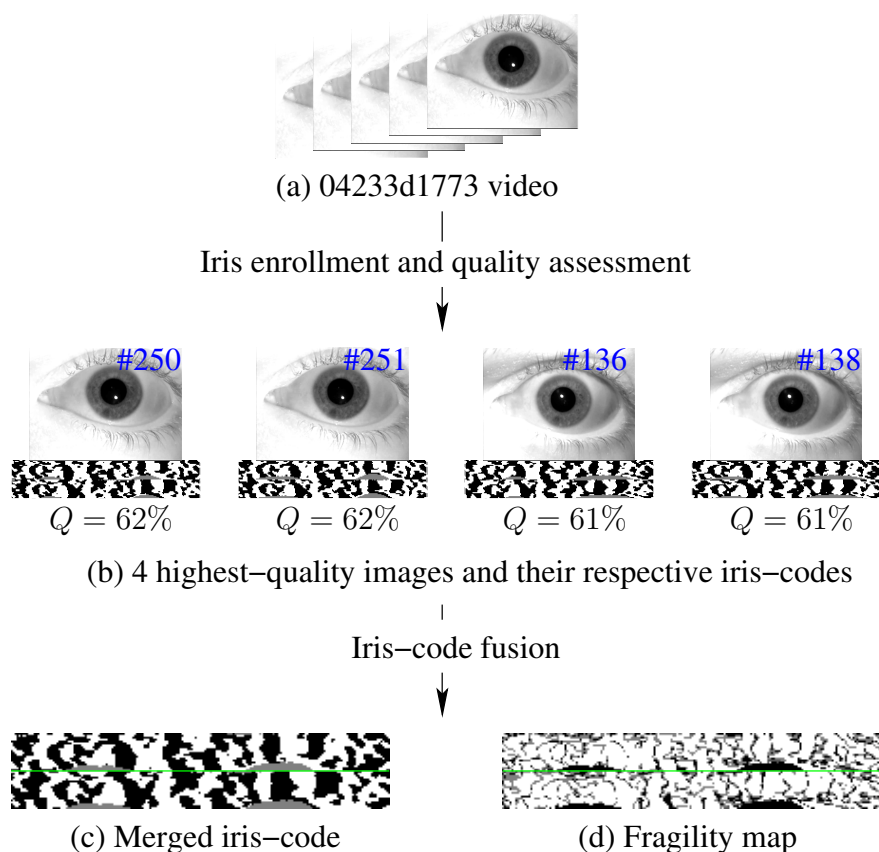 (a) 04233d1773 video
Iris enrollment and quality assessment
#250 #251 #136 #138
Q = 62% Q = 62% Q = 61% Q = 61%
(b) 4 highest−quality images and their respective iris−codes
Iris−code fusion
(c) Merged iris−code (d) Fragility map